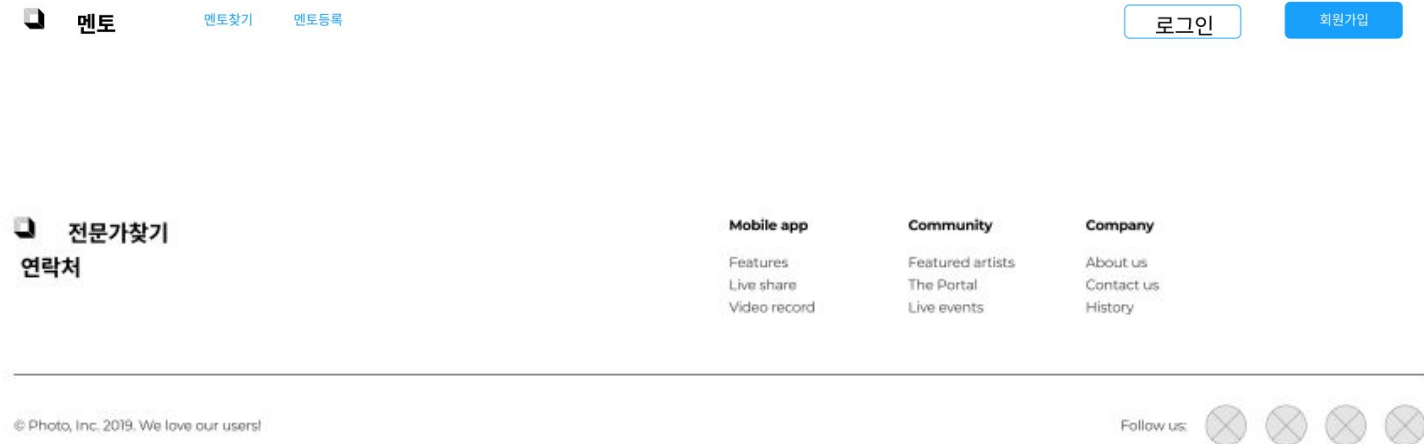 멘토 멘토찾기 멘토등록 로그인 회원가입
전문가찾기
연락처
Mobile app
Features
Live share
Video record
Community
Featured artists
The Portal
Live events
Company
About us
Contact us
History
© Photo, Inc. 2019. We love our users!
Follow us: